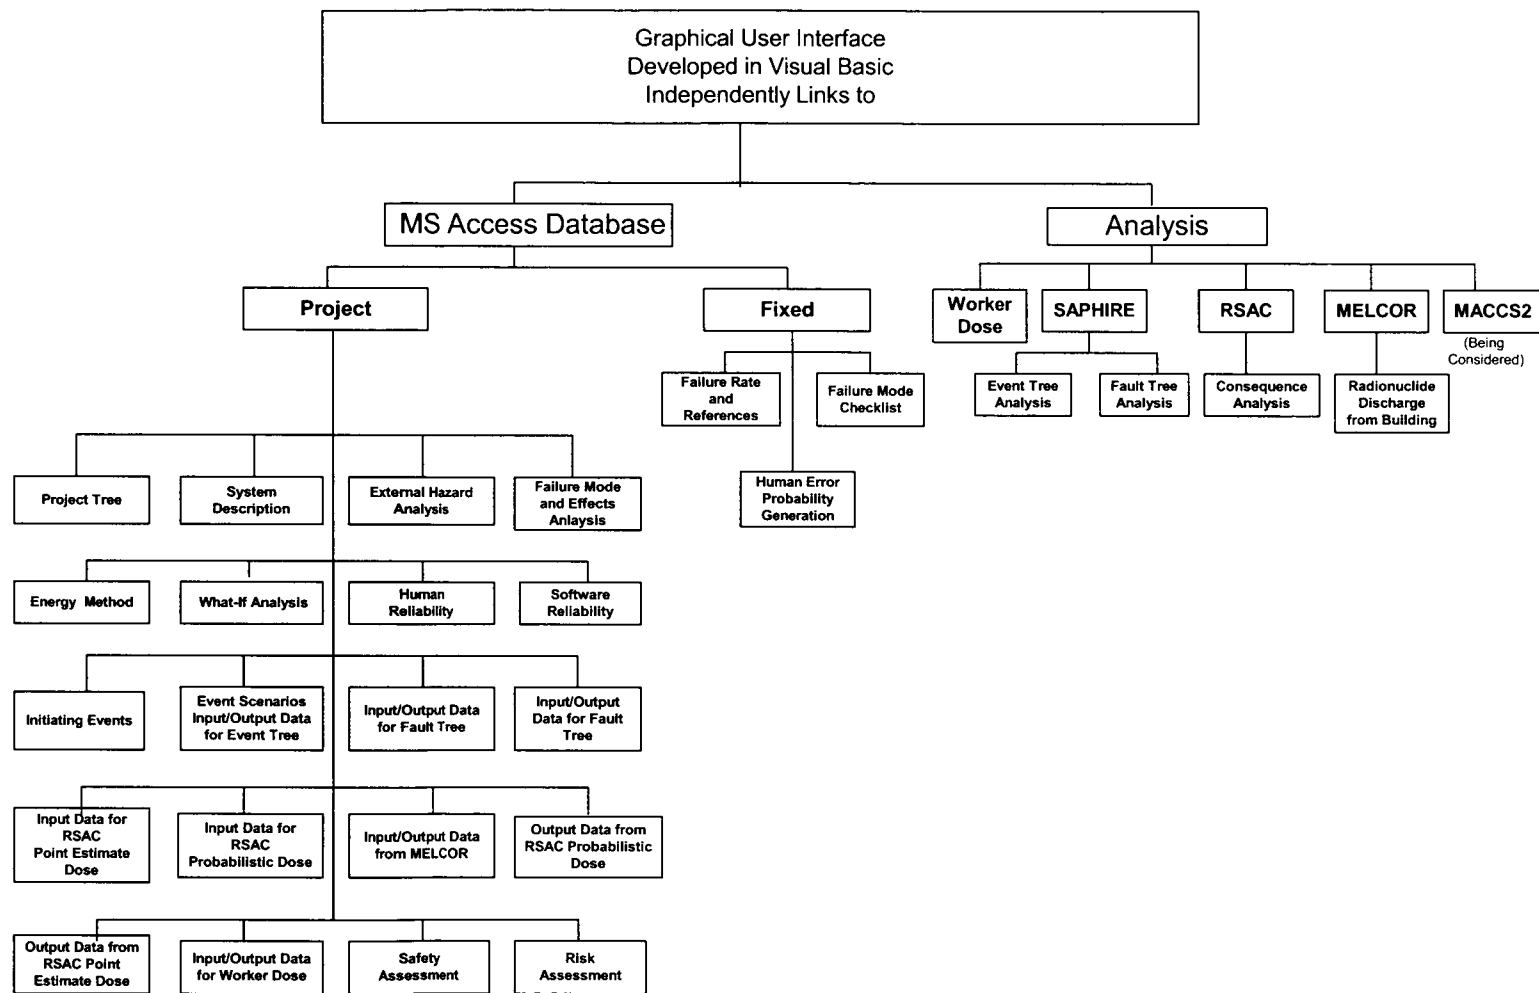 Graphical User Interface
Developed in Visual Basic
Independently Links to
MS Access Database
Analysis
Project
Fixed
Worker
Dose
SAPHIRE
RSAC
MELCOR
MACCS2
(Being
Considered)
Failure Rate
and
References
Failure Mode
Checklist
Event Tree
Analysis
Fault Tree
Analysis
Consequence
Analysis
Radionuclide
Discharge
from Building
Human Error
Probability
Generation
Project Tree
System
Description
External Hazard
Analysis
Failure Mode
and Effects
Anlaysis
Energy Method
What-If Analysis
Human
Reliability
Software
Reliability
Initiating Events
Event Scenarios
Input/Output Data
for Event Tree
Input/Output Data
for Fault Tree
Input/Output
Data for Fault
Tree
Input Data for
RSAC
Point Estimate
Dose
Input Data for
RSAC
Probabilistic Dose
Input/Output Data
from MELCOR
Output Data from
RSAC Probabilistic
Dose
Output Data from
RSAC Point
Estimate Dose
Input/Output Data
for Worker Dose
Safety
Assessment
Risk
Assessment